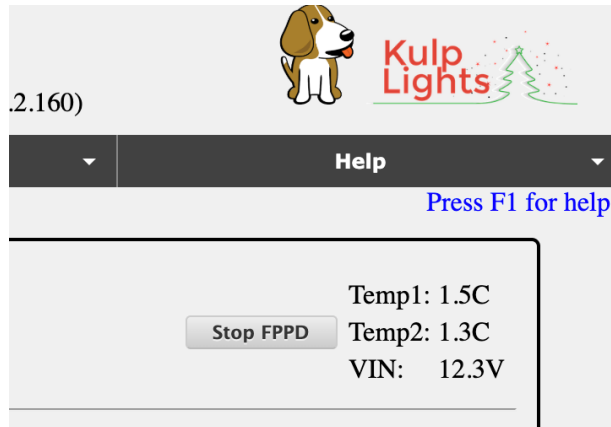 Kulp
Lights
.2.160)
Help
Press F1 for help
Stop FPPD
Temp1: 1.5C
Temp2: 1.3C
VIN: 12.3V